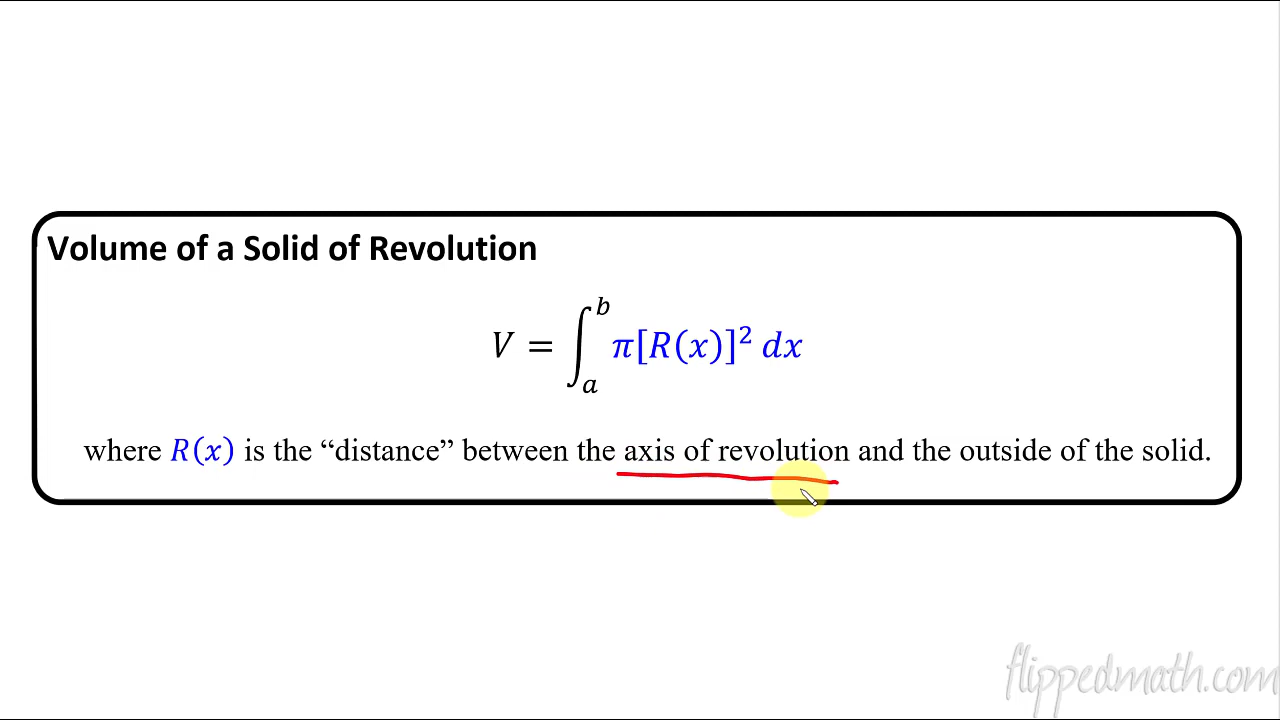 Volume of a Solid of Revolution
V = ∫_a^b π[R(x)]² dx
where R(x) is the “distance” between the axis of revolution and the outside of the solid.
flippedmath.com